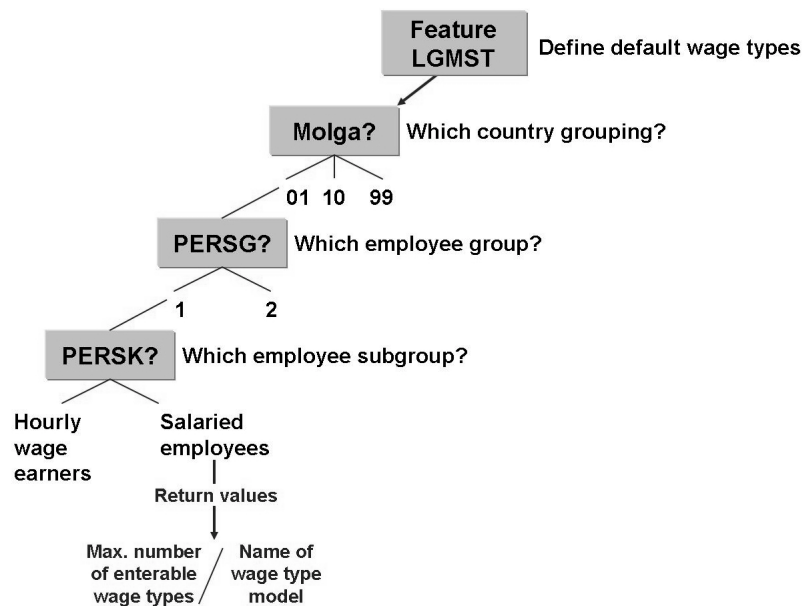 Feature
LGMST
Define default wage types
Molga?
Which country grouping?
01 10 99
PERSG?
Which employee group?
1 2
PERSK?
Which employee subgroup?
Hourly
wage
earners
Salaried
employees
Return values
Max. number
of enterable
wage types
/
Name of
wage type
model